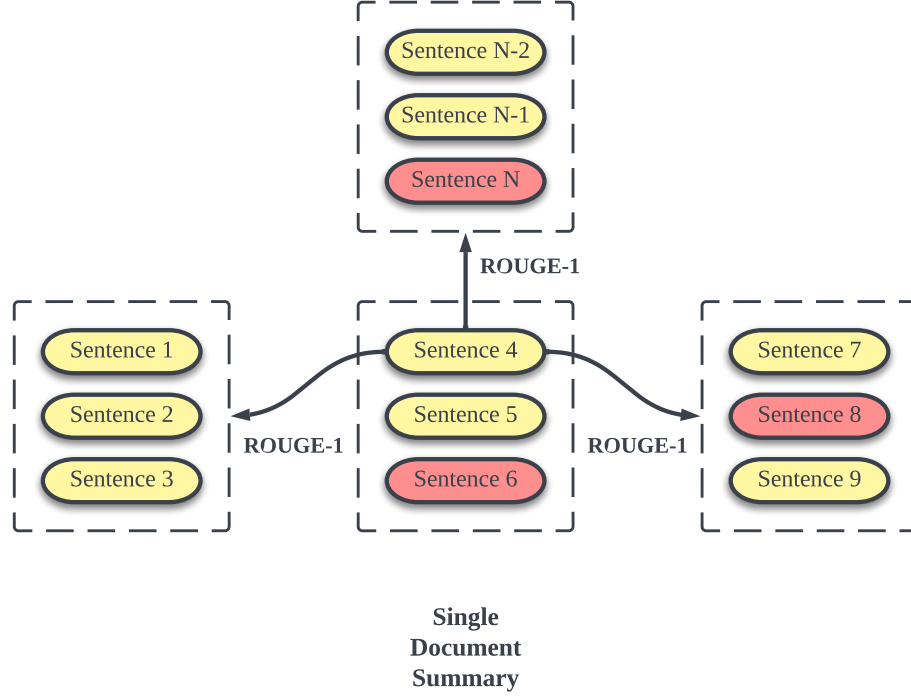 Sentence N-2
Sentence N-1
Sentence N
ROUGE-1
Sentence 1
Sentence 2
Sentence 3
ROUGE-1
Sentence 4
Sentence 5
Sentence 6
ROUGE-1
Sentence 7
Sentence 8
Sentence 9
Single
Document
Summary